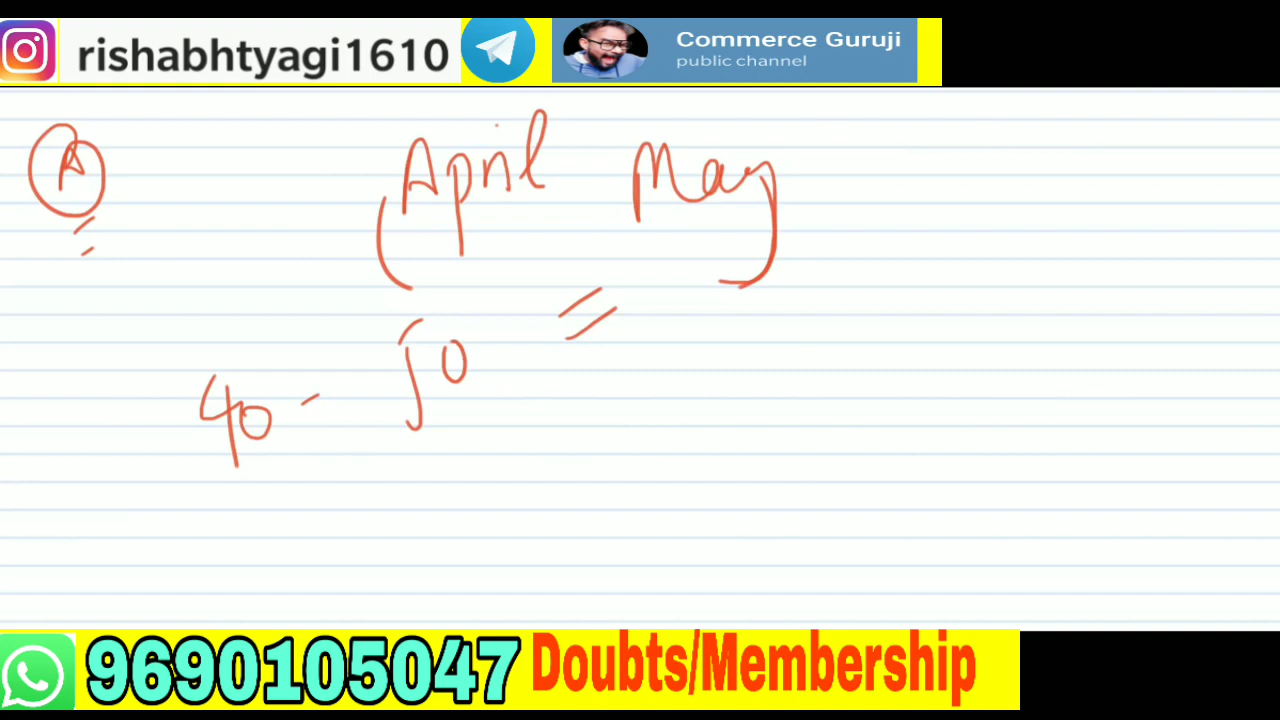 rishabhtyagi1610
Commerce Guruji
public channel
A
(April May)
=
40 - 50
9690105047 Doubts/Membership